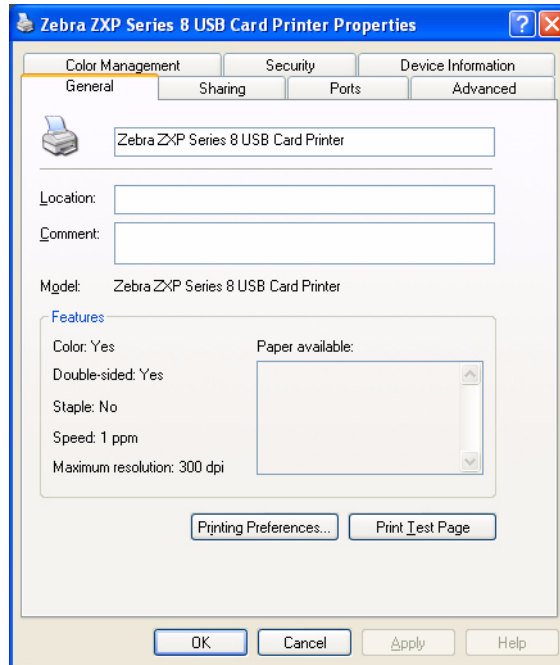 Zebra ZXP Series 8 USB Card Printer Properties
Color Management Security Device Information
General Sharing Ports Advanced
Zebra ZXP Series 8 USB Card Printer
Location:
Comment:
Model: Zebra ZXP Series 8 USB Card Printer
Features
Color: Yes Paper available:
Double-sided: Yes
Staple: No
Speed: 1 ppm
Maximum resolution: 300 dpi
Printing Preferences... Print Test Page
OK Cancel Apply Help